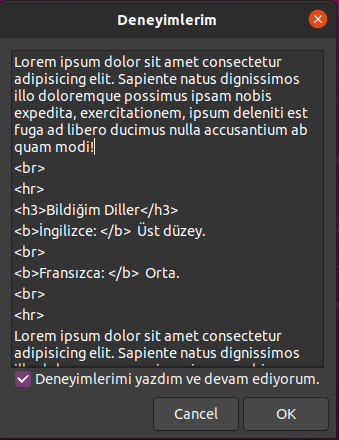 Deneyimlerim
Lorem ipsum dolor sit amet consectetur
adipisicing elit. Sapiente natus dignissimos
illo doloremque possimus ipsam nobis
expedita, exercitationem, ipsum deleniti est
fuga ad libero ducimus nulla accusantium ab
quam modi!
<br>
<hr>
<h3>Bildiğim Diller</h3>
<b>İngilizce: </b>  Üst düzey.
<br>
<b>Fransızca: </b>  Orta.
<br>
<hr>
Lorem ipsum dolor sit amet consectetur
adipisicing elit. Sapiente natus dignissimos
Deneyimlerimi yazdım ve devam ediyorum.
Cancel
OK